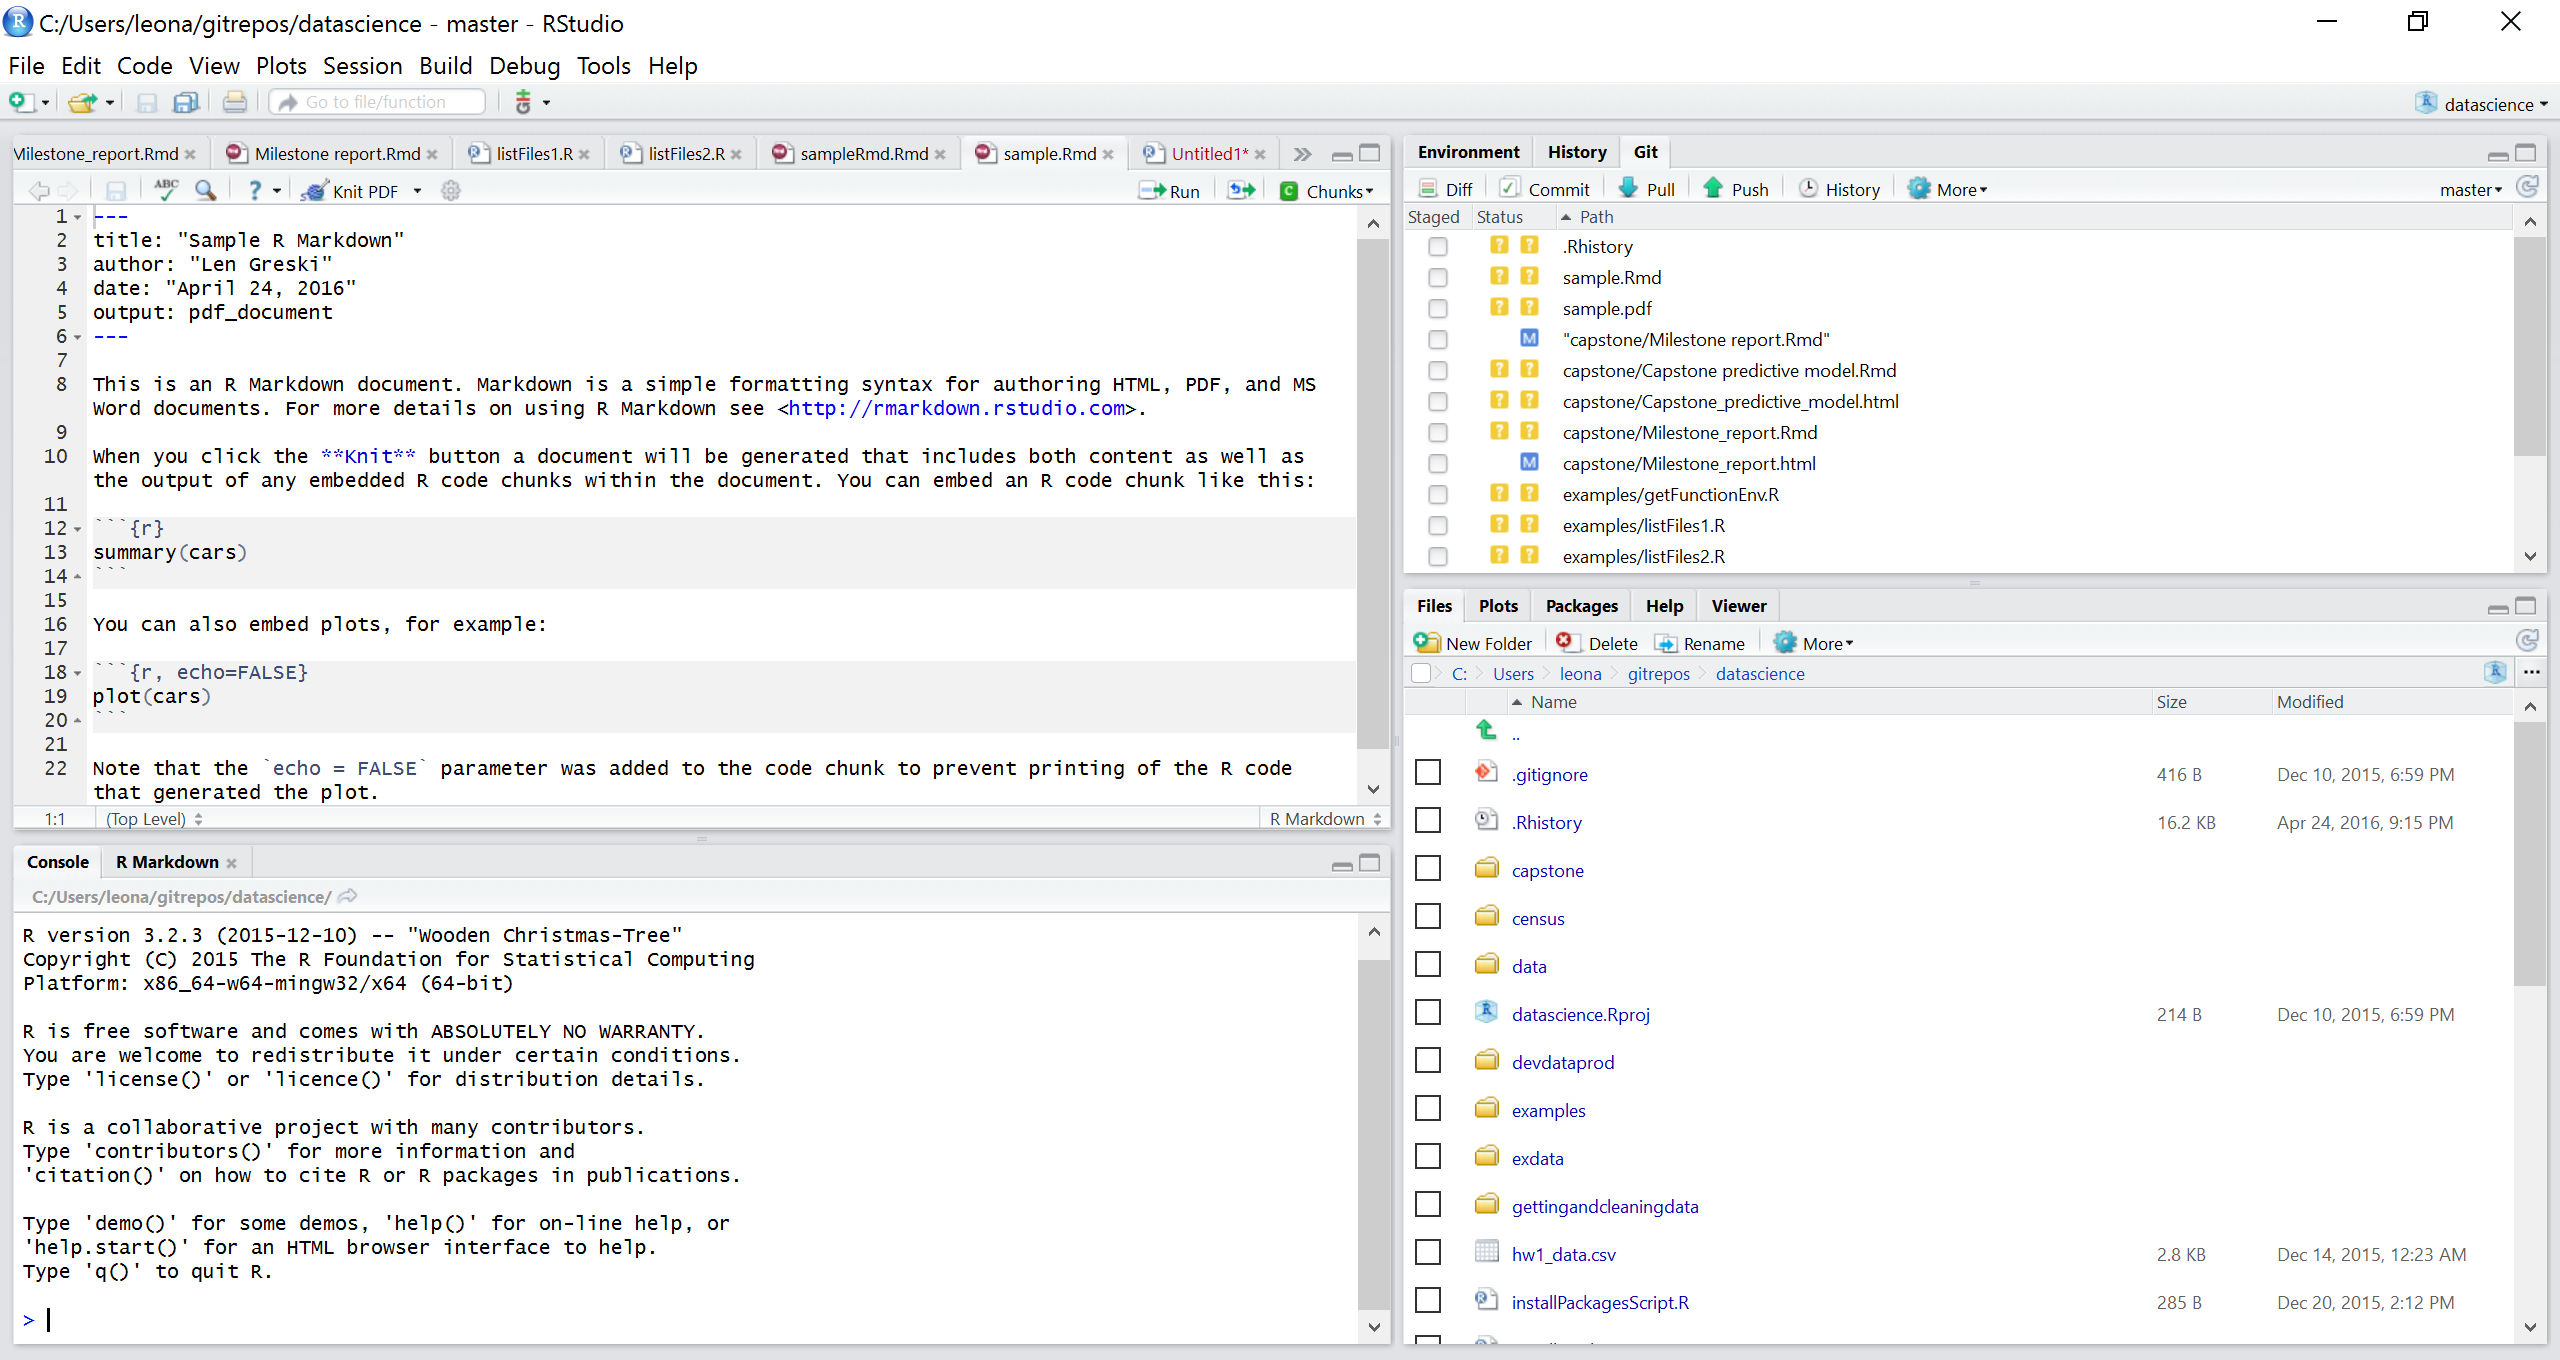 C:/Users/leona/gitrepos/datascience - master - RStudio
File Edit Code View Plots Session Build Debug Tools Help
Go to file/function
datascience
Milestone_report.Rmd Milestone report.Rmd listFiles1.R listFiles2.R sampleRmd.Rmd sample.Rmd Untitled1*
ABC ? Knit PDF Run Chunks
1 ---
2 title: "Sample R Markdown"
3 author: "Len Greski"
4 date: "April 24, 2016"
5 output: pdf_document
6 ---
7
8 This is an R Markdown document. Markdown is a simple formatting syntax for authoring HTML, PDF, and MS
Word documents. For more details on using R Markdown see <http://rmarkdown.rstudio.com>.
9
10 When you click the **Knit** button a document will be generated that includes both content as well as
the output of any embedded R code chunks within the document. You can embed an R code chunk like this:
11
12 ```{r}
13 summary(cars)
14 ```
15
16 You can also embed plots, for example:
17
18 ```{r, echo=FALSE}
19 plot(cars)
20 ```
21
22 Note that the `echo = FALSE` parameter was added to the code chunk to prevent printing of the R code
that generated the plot.
1:1 (Top Level) R Markdown
Console R Markdown
C:/Users/leona/gitrepos/datascience/
R version 3.2.3 (2015-12-10) -- "Wooden Christmas-Tree"
Copyright (C) 2015 The R Foundation for Statistical Computing
Platform: x86_64-w64-mingw32/x64 (64-bit)
R is free software and comes with ABSOLUTELY NO WARRANTY.
You are welcome to redistribute it under certain conditions.
Type 'license()' or 'licence()' for distribution details.
R is a collaborative project with many contributors.
Type 'contributors()' for more information and
'citation()' on how to cite R or R packages in publications.
Type 'demo()' for some demos, 'help()' for on-line help, or
'help.start()' for an HTML browser interface to help.
Type 'q()' to quit R.
>
Environment History Git
Diff Commit Pull Push History More master
Staged Status Path
? ? .Rhistory
? ? sample.Rmd
? ? sample.pdf
M "capstone/Milestone report.Rmd"
? ? capstone/Capstone predictive model.Rmd
? ? capstone/Capstone_predictive_model.html
? ? capstone/Milestone_report.Rmd
M capstone/Milestone_report.html
? ? examples/getFunctionEnv.R
? ? examples/listFiles1.R
? ? examples/listFiles2.R
Files Plots Packages Help Viewer
New Folder Delete Rename More
C: Users leona gitrepos datascience ...
Name Size Modified
..
.gitignore 416 B Dec 10, 2015, 6:59 PM
.Rhistory 16.2 KB Apr 24, 2016, 9:15 PM
capstone
census
data
datascience.Rproj 214 B Dec 10, 2015, 6:59 PM
devdataprod
examples
exdata
gettingandcleaningdata
hw1_data.csv 2.8 KB Dec 14, 2015, 12:23 AM
installPackagesScript.R 285 B Dec 20, 2015, 2:12 PM